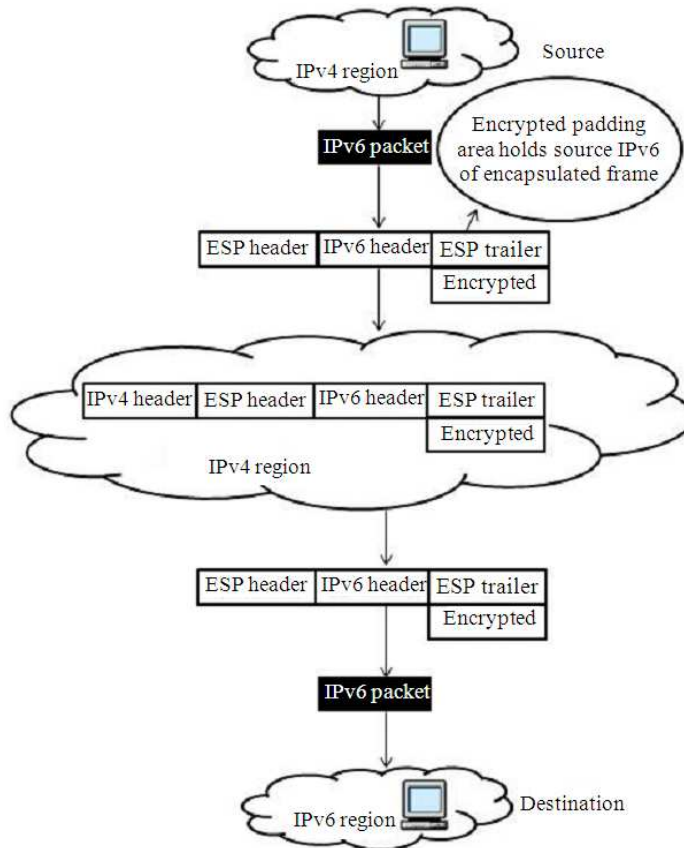 Source
IPv4 region
IPv6 packet
Encrypted padding
area holds source IPv6
of encapsulated frame
ESP header IPv6 header ESP trailer
Encrypted
IPv4 header ESP header IPv6 header ESP trailer
Encrypted
IPv4 region
ESP header IPv6 header ESP trailer
Encrypted
IPv6 packet
Destination
IPv6 region